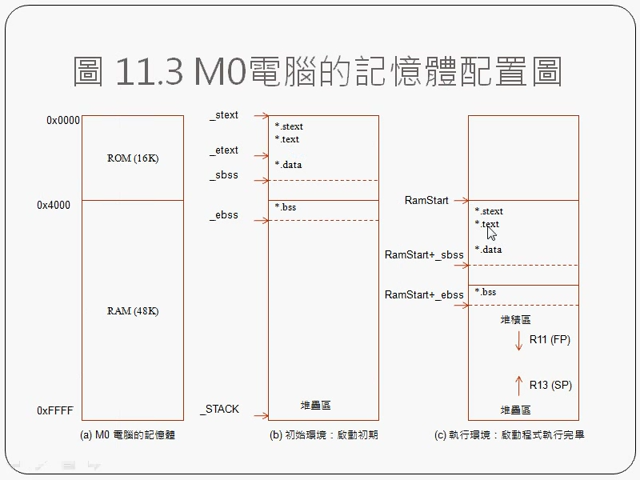 圖 11.3 M0電腦的記憶體配置圖
0x0000
ROM (16K)
0x4000
RAM (48K)
0xFFFF
(a) M0 電腦的記憶體
_stext
*.stext
*.text
_etext
*.data
_sbss
*.bss
_ebss
_STACK
堆疊區
(b) 初始環境：啟動初期
RamStart
*.stext
*.text
*.data
RamStart+_sbss
*.bss
RamStart+_ebss
堆積區
R11 (FP)
R13 (SP)
堆疊區
(c) 執行環境：啟動程式執行完畢